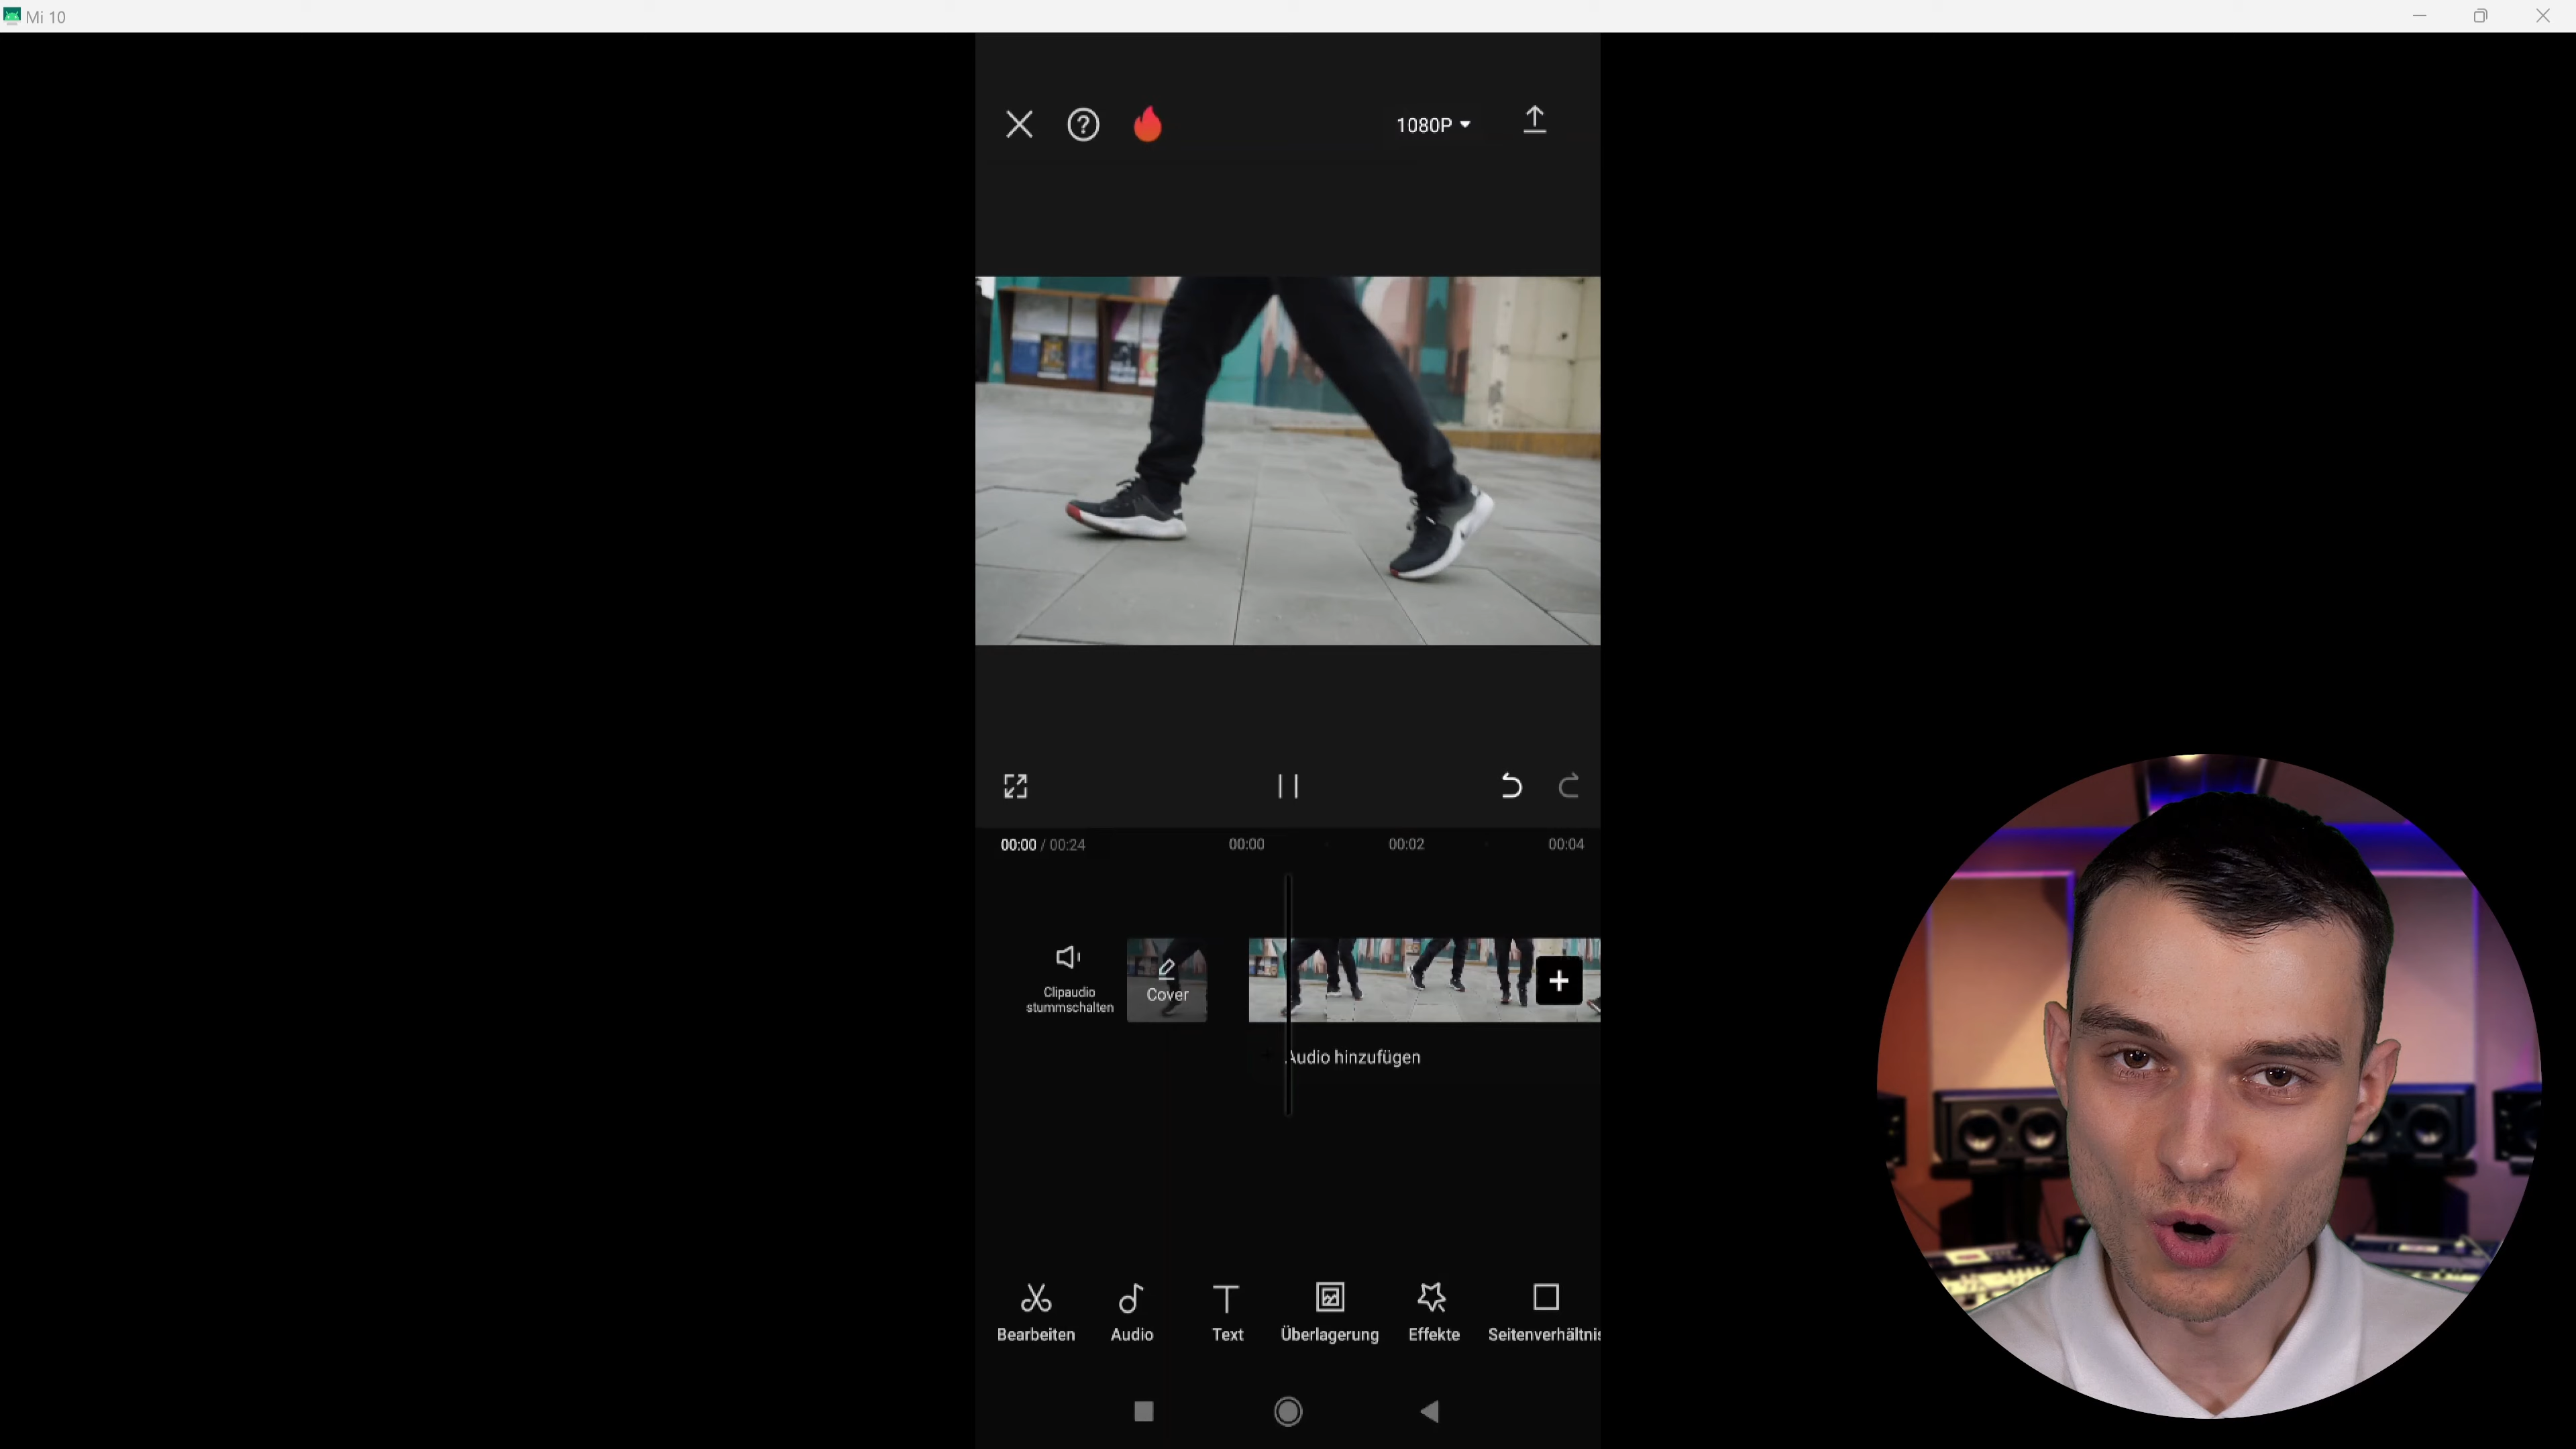 Mi 10
1080P
00:00 / 00:24
00:00
00:02
00:04
Clipaudio
stummschalten
Cover
Audio hinzufügen
Bearbeiten
Audio
Text
Überlagerung
Effekte
Seitenverhältnis